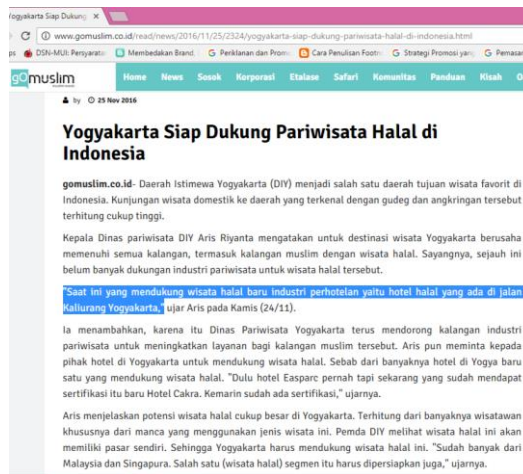 Yogyakarta Siap Dukung
www.gomuslim.co.id/read/news/2016/11/25/2324/yogyakarta-siap-dukung-pariwisata-halal-di-indonesia.html
DSN-MUI: Persyaratan
Membedakan Brand
Periklanan dan Prom
Cara Penulisan Footn
Strategi Promosi yang
Pemasar
gomuslim
Home News Sosok Korporasi Etalase Safari Komunitas Panduan Kisah
by 25 Nov 2016
Yogyakarta Siap Dukung Pariwisata Halal di
Indonesia
gomuslim.co.id- Daerah Istimewa Yogyakarta (DIY) menjadi salah satu daerah tujuan wisata favorit di
Indonesia. Kunjungan wisata domestik ke daerah yang terkenal dengan gudeg dan angkringan tersebut
terhitung cukup tinggi.
Kepala Dinas pariwisata DIY Aris Riyanta mengatakan untuk destinasi wisata Yogyakarta berusaha
memenuhi semua kalangan, termasuk kalangan muslim dengan wisata halal. Sayangnya, sejauh ini
belum banyak dukungan industri pariwisata untuk wisata halal tersebut.
"Saat ini yang mendukung wisata halal baru industri perhotelan yaitu hotel halal yang ada di jalan
Kaliurang Yogyakarta," ujar Aris pada Kamis (24/11).
Ia menambahkan, karena itu Dinas Pariwisata Yogyakarta terus mendorong kalangan industri
pariwisata untuk meningkatkan layanan bagi kalangan muslim tersebut. Aris pun meminta kepada
pihak hotel di Yogyakarta untuk mendukung wisata halal. Sebab dari banyaknya hotel di Yogya baru
satu yang mendukung wisata halal. "Dulu hotel Easparc pernah tapi sekarang yang sudah mendapat
sertifikasi itu baru Hotel Cakra. Kemarin sudah ada sertifikasi," ujarnya.
Aris menjelaskan potensi wisata halal cukup besar di Yogyakarta. Terhitung dari banyaknya wisatawan
khususnya dari manca yang menggunakan jenis wisata ini. Pemda DIY melihat wisata halal ini akan
memiliki pasar sendiri. Sehingga Yogyakarta harus mendukung wisata halal ini. "Sudah banyak dari
Malaysia dan Singapura. Salah satu (wisata halal) segmen itu harus dipersiapkan juga," ujarnya.